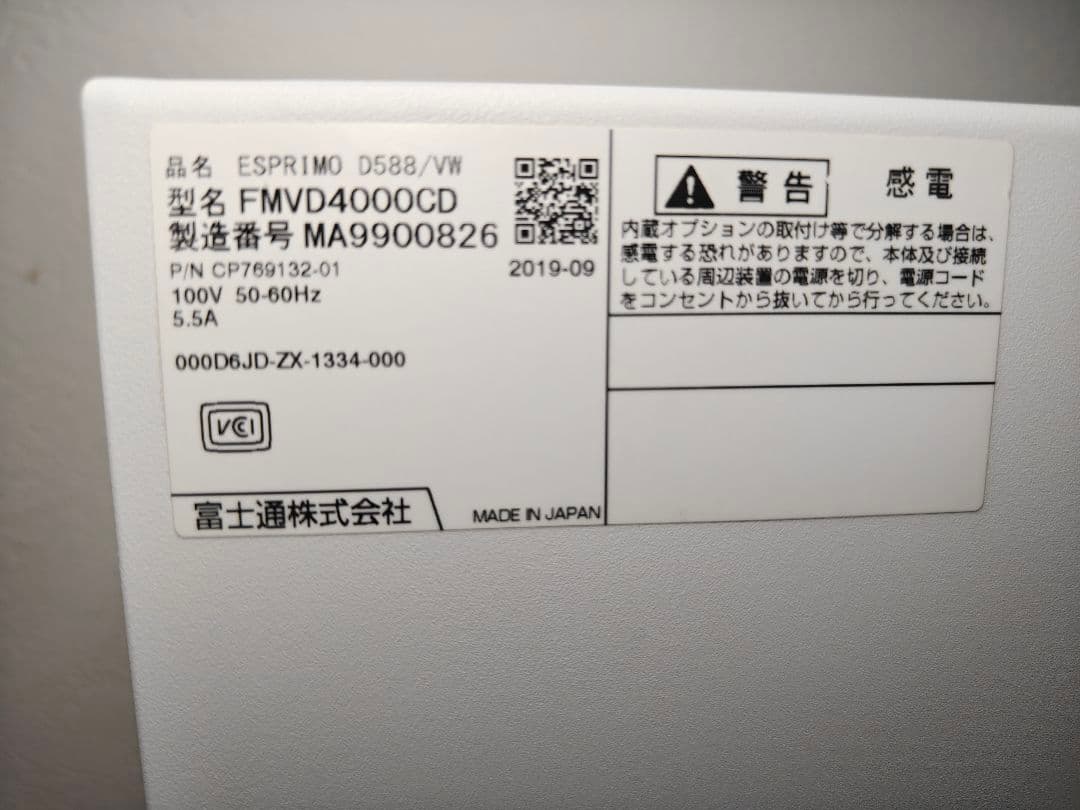 品名 ESPRIMO D588/VW
型名 FMVD4000CD
製造番号 MA9900826
P/N CP769132-01
2019-09
100V 50-60Hz
5.5A
000D6JD-ZX-1334-000
VCI
富士通株式会社
MADE IN JAPAN
警告
感電
内蔵オプションの取付け等で分解する場合は、
感電する恐れがありますので、本体及び接続
している周辺装置の電源を切り、電源コード
をコンセントから抜いてから行ってください。